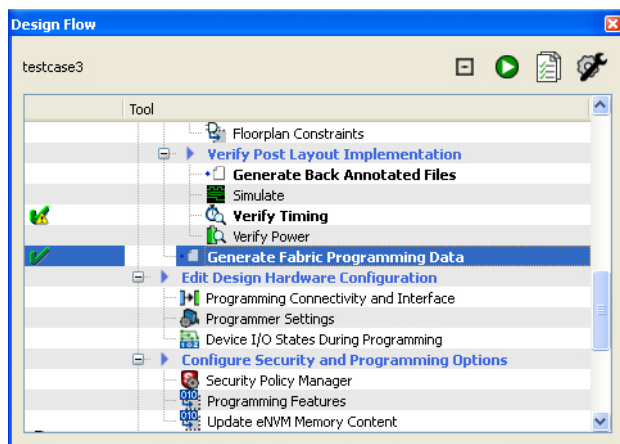 Design Flow
testcase3
Tool
Floorplan Constraints
Verify Post Layout Implementation
Generate Back Annotated Files
Simulate
Verify Timing
Verify Power
Generate Fabric Programming Data
Edit Design Hardware Configuration
Programming Connectivity and Interface
Programmer Settings
Device I/O States During Programming
Configure Security and Programming Options
Security Policy Manager
Programming Features
Update eNVM Memory Content